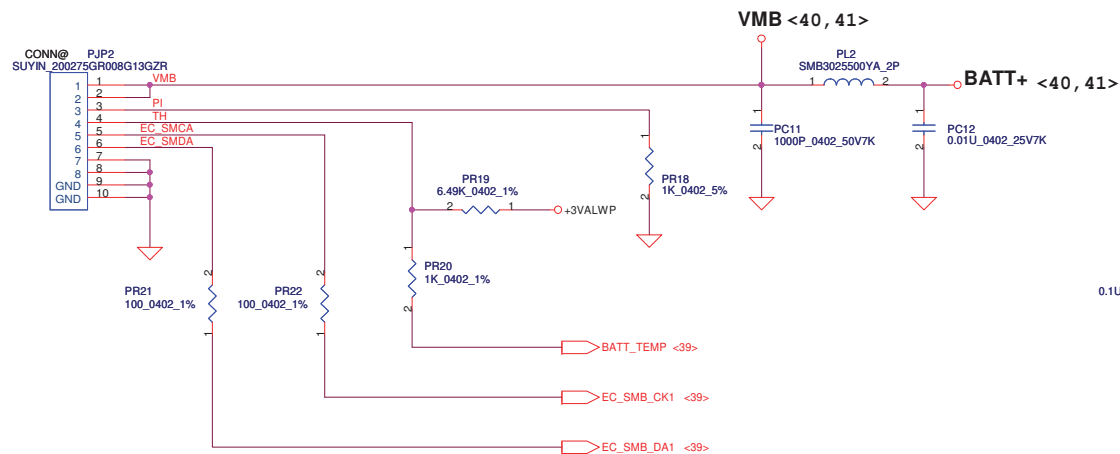 VMB <40,41>
CONN@ PJP2
SUYIN_200275GR008G13GZR
PL2
SMB3025500YA_2P
1 1 VMB
2 2
1 2
BATT+ <40,41>
3 3 PI
4 4 TH
5 5 EC_SMCA
6 6 EC_SMDA
7 7
8 8
GND 9
GND 10
1
PC11
1000P_0402_50V7K
2
1
PC12
0.01U_0402_25V7K
2
1
PR18
1K_0402_5%
2
PR19
6.49K_0402_1%
2 1
+3VALWP
1
PR20
1K_0402_1%
2
2
PR21
100_0402_1%
1
2
PR22
100_0402_1%
1
0.1U
BATT_TEMP <39>
EC_SMB_CK1 <39>
EC_SMB_DA1 <39>